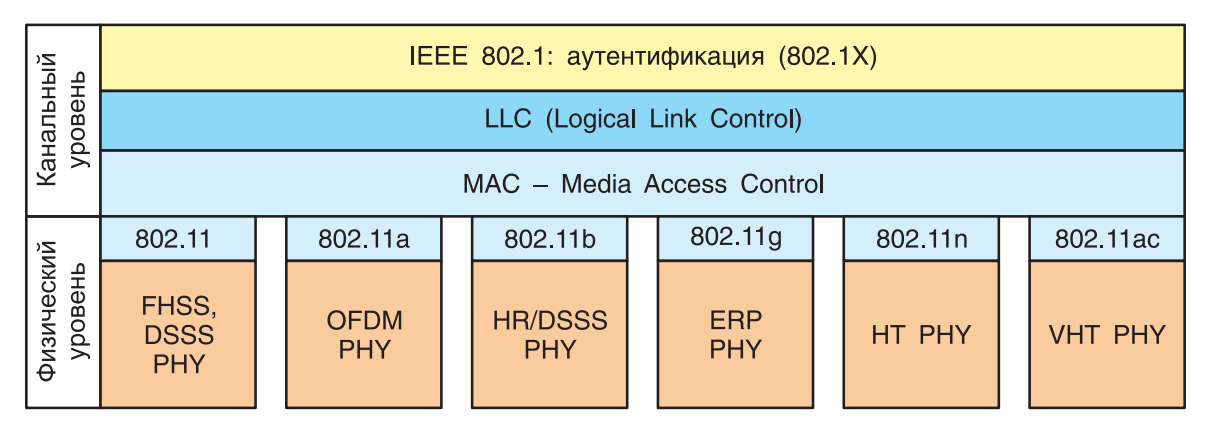 Канальный
уровень
IEEE 802.1: аутентификация (802.1X)
LLC (Logical Link Control)
MAC – Media Access Control
Физический
уровень
802.11
802.11a
802.11b
802.11g
802.11n
802.11ac
FHSS,
DSSS
PHY
OFDM
PHY
HR/DSSS
PHY
ERP
PHY
HT PHY
VHT PHY